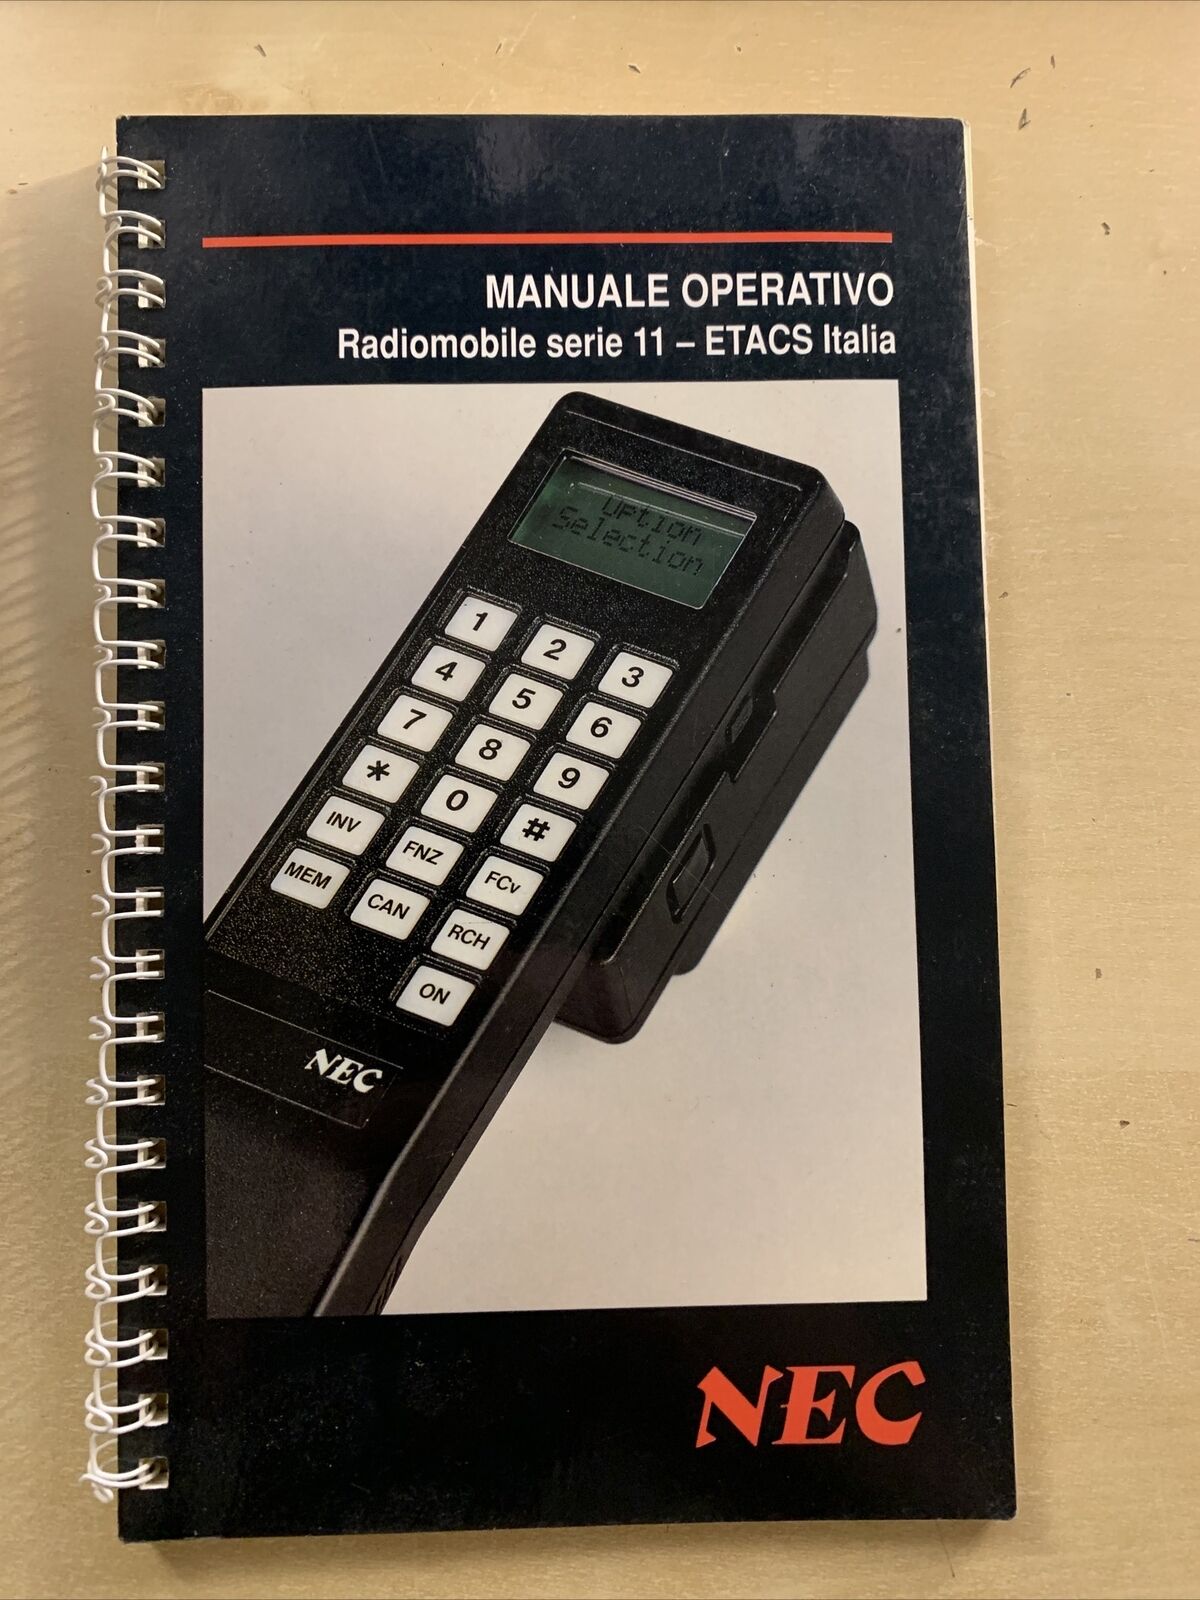 MANUALE OPERATIVO
Radiomobile serie 11 – ETACS Italia
Option
Selection
1 2 3
4 5 6
7 8 9
* 0 #
INV FNZ FCv
MEM CAN RCH
ON
NEC
NEC